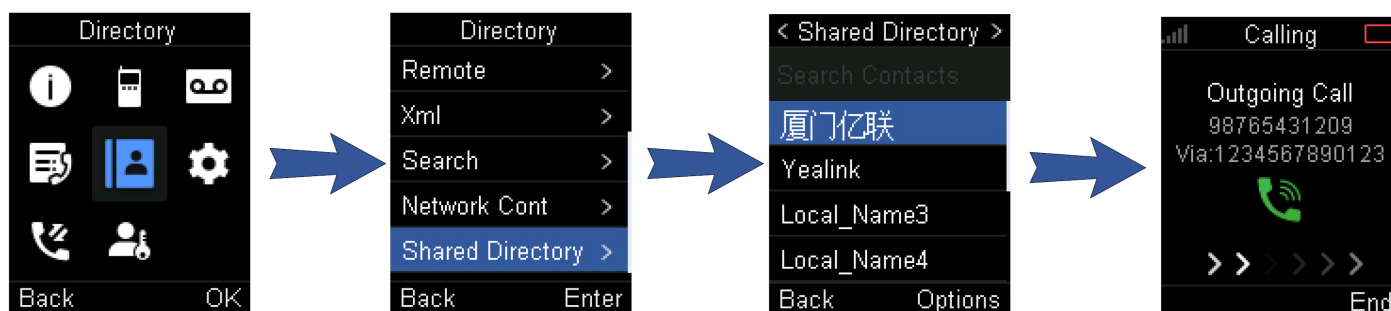 Directory
Back OK
Directory
Remote >
Xml >
Search >
Network Cont >
Shared Directory >
Back Enter
< Shared Directory >
Search Contacts
厦门亿联
Yealink
Local_Name3
Local_Name4
Back Options
Calling
Outgoing Call
98765431209
Via:1234567890123
End